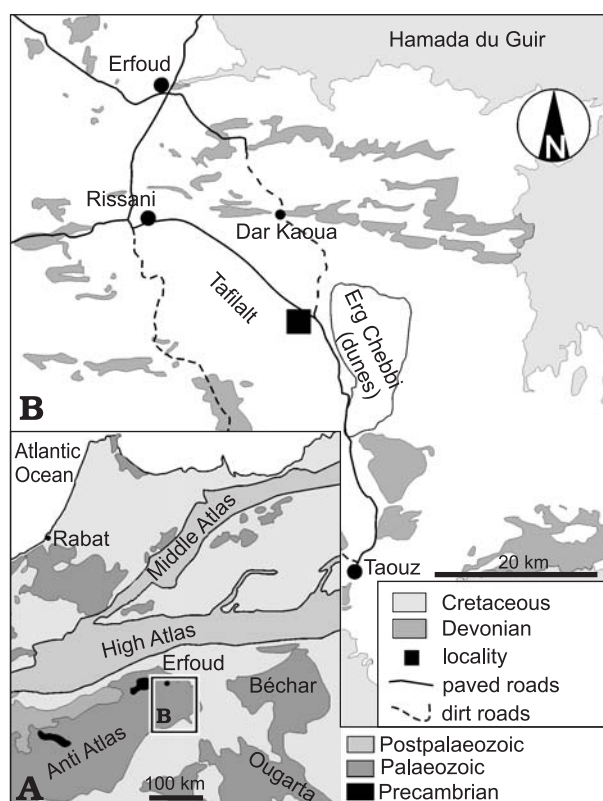 Hamada du Guir
Erfoud
N
Rissani
Dar Kaoua
Tafilalt
Erg Chebbi
(dunes)
B
Atlantic
Ocean
Rabat
Middle Atlas
High Atlas
Erfoud
B
Béchar
Anti Atlas
Ougarta
A
100 km
Taouz
20 km
Cretaceous
Devonian
locality
paved roads
dirt roads
Postpalaeozoic
Palaeozoic
Precambrian